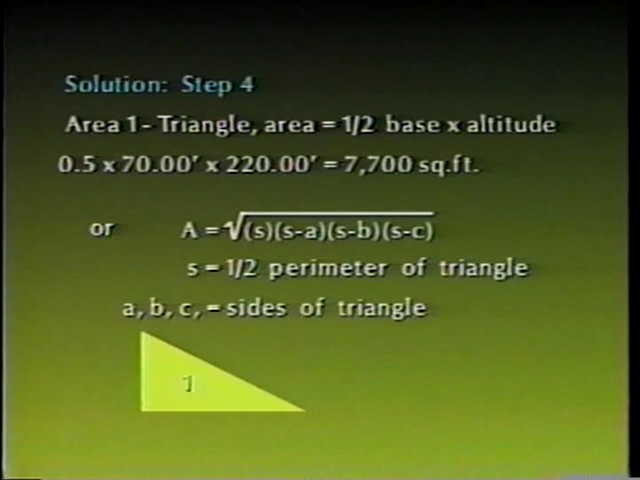 Solution: Step 4
Area 1 - Triangle, area = 1/2 base x altitude
0.5 x 70.00' x 220.00' = 7,700 sq.ft.
or A = √(s)(s-a)(s-b)(s-c)
s = 1/2 perimeter of triangle
a, b, c, = sides of triangle
1